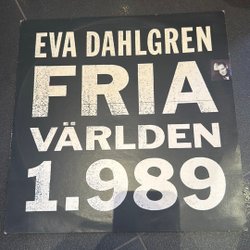 EVA DAHLGREN
FRIA
VÄRLDEN
1.989